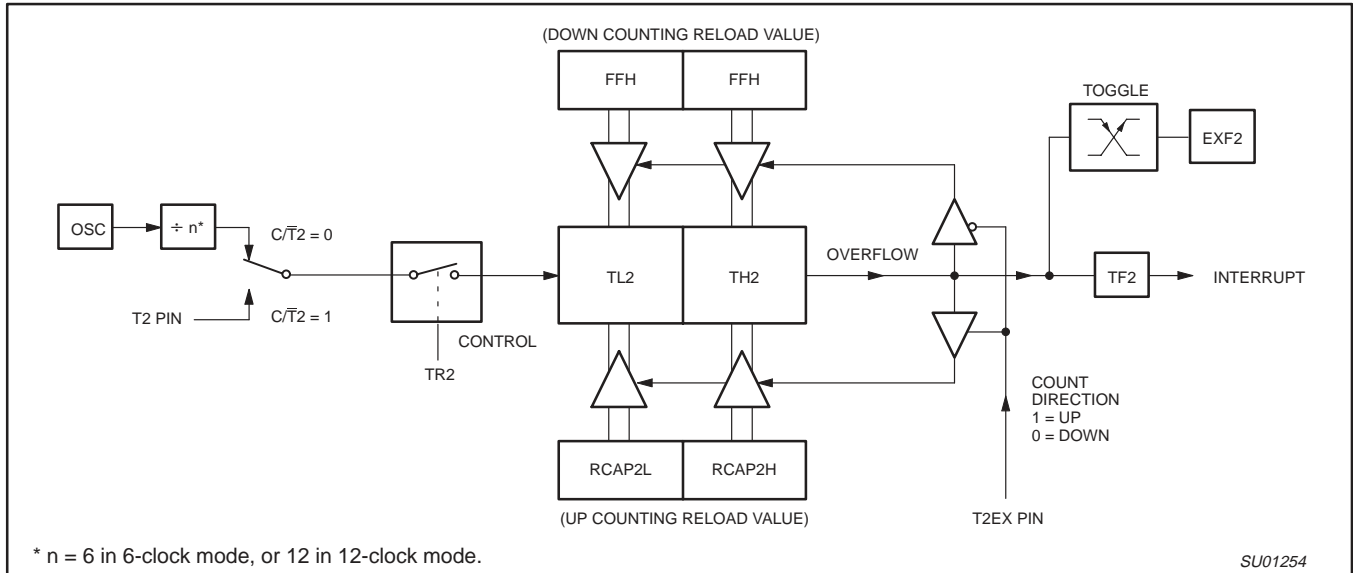 (DOWN COUNTING RELOAD VALUE)
FFH
FFH
TOGGLE
EXF2
OSC
÷ n*
C/T̅2 = 0
TL2
TH2
OVERFLOW
TF2
INTERRUPT
T2 PIN
C/T̅2 = 1
CONTROL
TR2
COUNT
DIRECTION
1 = UP
0 = DOWN
RCAP2L
RCAP2H
(UP COUNTING RELOAD VALUE)
T2EX PIN
* n = 6 in 6-clock mode, or 12 in 12-clock mode.
SU01254